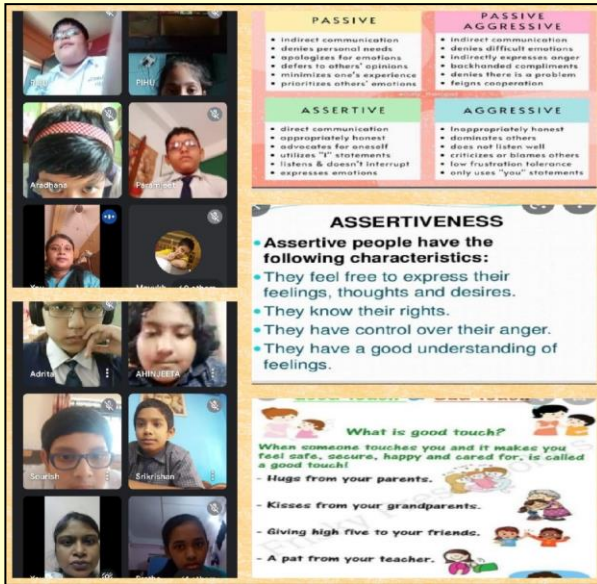 PIHU
Aradhana
Paramjeet
Adrita
AHINJEETA
Sourish
Srikrishan
PASSIVE
• indirect communication
• denies personal needs
• apologizes for emotions
• defers to others' opinions
• minimizes one's experience
• prioritizes others' emotions
PASSIVE
AGGRESSIVE
• indirect communication
• denies difficult emotions
• indirectly expresses anger
• backhanded compliments
• denies there is a problem
• feigns cooperation
ASSERTIVE
• direct communication
• appropriately honest
• advocates for oneself
• utilizes "I" statements
• listens & doesn't interrupt
• expresses emotions
AGGRESSIVE
• Inappropriately honest
• dominates others
• does not listen well
• criticizes or blames others
• low frustration tolerance
• only uses "you" statements
ASSERTIVENESS
• Assertive people have the
following characteristics:
• They feel free to express their
feelings, thoughts and desires.
• They know their rights.
• They have control over their anger.
• They have a good understanding of
feelings.
What is good touch?
When someone touches you and it makes you
feel safe, secure, happy and cared for, is called
a good touch!
- Hugs from your parents.
- Kisses from your grandparents.
- Giving high five to your friends.
- A pat from your teacher.